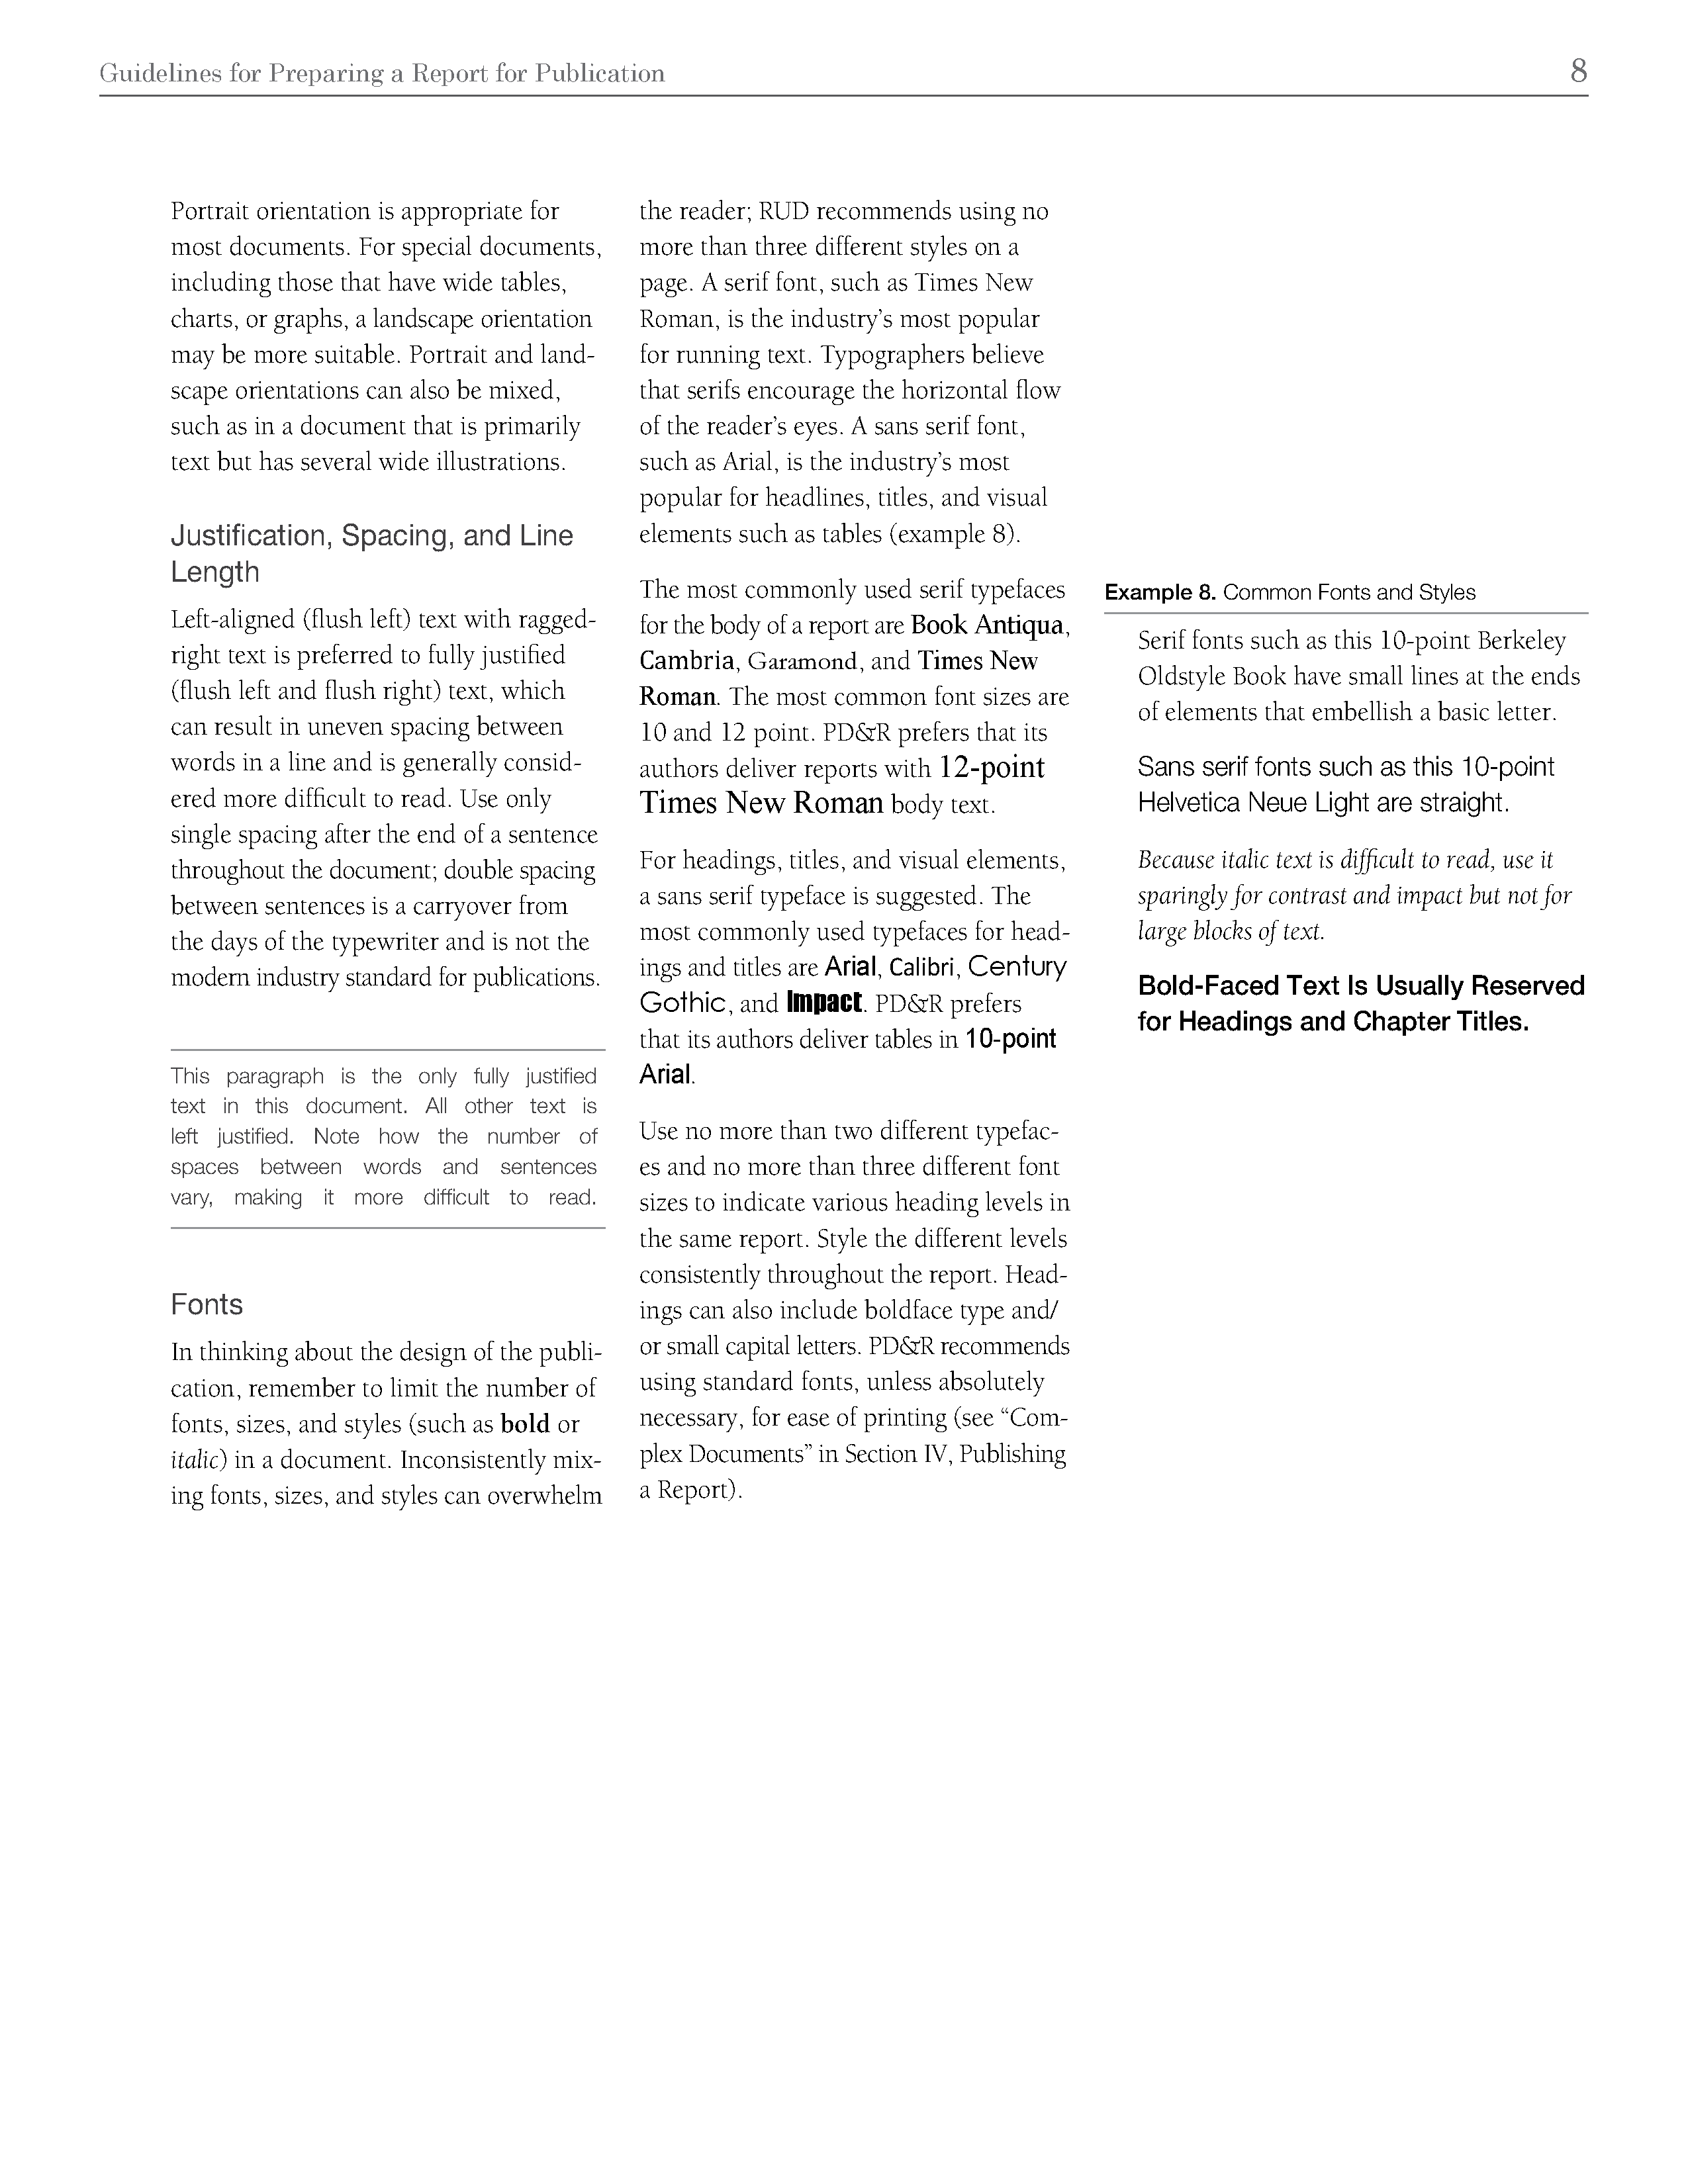 Guidelines for Preparing a Report for Publication
8
Portrait orientation is appropriate for
most documents. For special documents,
including those that have wide tables,
charts, or graphs, a landscape orientation
may be more suitable. Portrait and land-
scape orientations can also be mixed,
such as in a document that is primarily
text but has several wide illustrations.
Justification, Spacing, and Line
Length
Left-aligned (flush left) text with ragged-
right text is preferred to fully justified
(flush left and flush right) text, which
can result in uneven spacing between
words in a line and is generally consid-
ered more difficult to read. Use only
single spacing after the end of a sentence
throughout the document; double spacing
between sentences is a carryover from
the days of the typewriter and is not the
modern industry standard for publications.
This paragraph is the only fully justified
text in this document. All other text is
left justified. Note how the number of
spaces between words and sentences
vary, making it more difficult to read.
Fonts
In thinking about the design of the publi-
cation, remember to limit the number of
fonts, sizes, and styles (such as bold or
italic) in a document. Inconsistently mix-
ing fonts, sizes, and styles can overwhelm
the reader; RUD recommends using no
more than three different styles on a
page. A serif font, such as Times New
Roman, is the industry’s most popular
for running text. Typographers believe
that serifs encourage the horizontal flow
of the reader’s eyes. A sans serif font,
such as Arial, is the industry’s most
popular for headlines, titles, and visual
elements such as tables (example 8).
The most commonly used serif typefaces
for the body of a report are Book Antiqua,
Cambria, Garamond, and Times New
Roman. The most common font sizes are
10 and 12 point. PD&R prefers that its
authors deliver reports with 12-point
Times New Roman body text.
For headings, titles, and visual elements,
a sans serif typeface is suggested. The
most commonly used typefaces for head-
ings and titles are Arial, Calibri, Century
Gothic, and Impact. PD&R prefers
that its authors deliver tables in 10-point
Arial.
Use no more than two different typefac-
es and no more than three different font
sizes to indicate various heading levels in
the same report. Style the different levels
consistently throughout the report. Head-
ings can also include boldface type and/
or small capital letters. PD&R recommends
using standard fonts, unless absolutely
necessary, for ease of printing (see “Com-
plex Documents” in Section IV, Publishing
a Report).
Example 8. Common Fonts and Styles
Serif fonts such as this 10-point Berkeley
Oldstyle Book have small lines at the ends
of elements that embellish a basic letter.
Sans serif fonts such as this 10-point
Helvetica Neue Light are straight.
Because italic text is difficult to read, use it
sparingly for contrast and impact but not for
large blocks of text.
Bold-Faced Text Is Usually Reserved
for Headings and Chapter Titles.